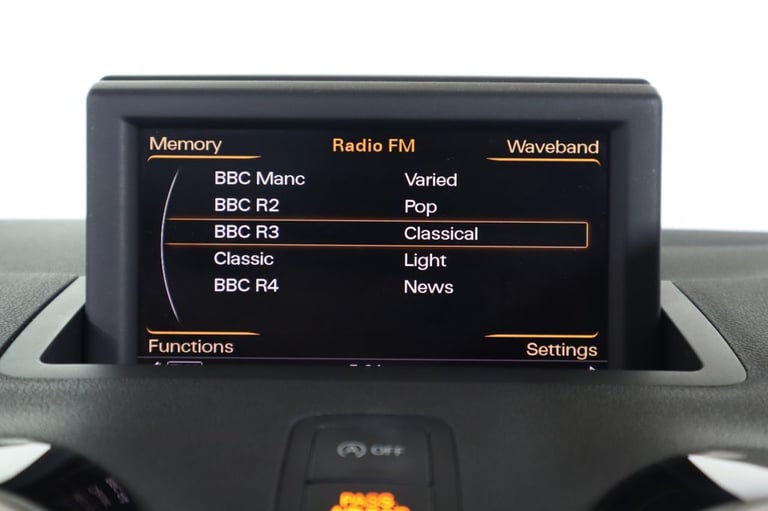 Memory Radio FM Waveband
BBC Manc Varied
BBC R2 Pop
BBC R3 Classical
Classic Light
BBC R4 News
Functions Settings
OFF
PASS